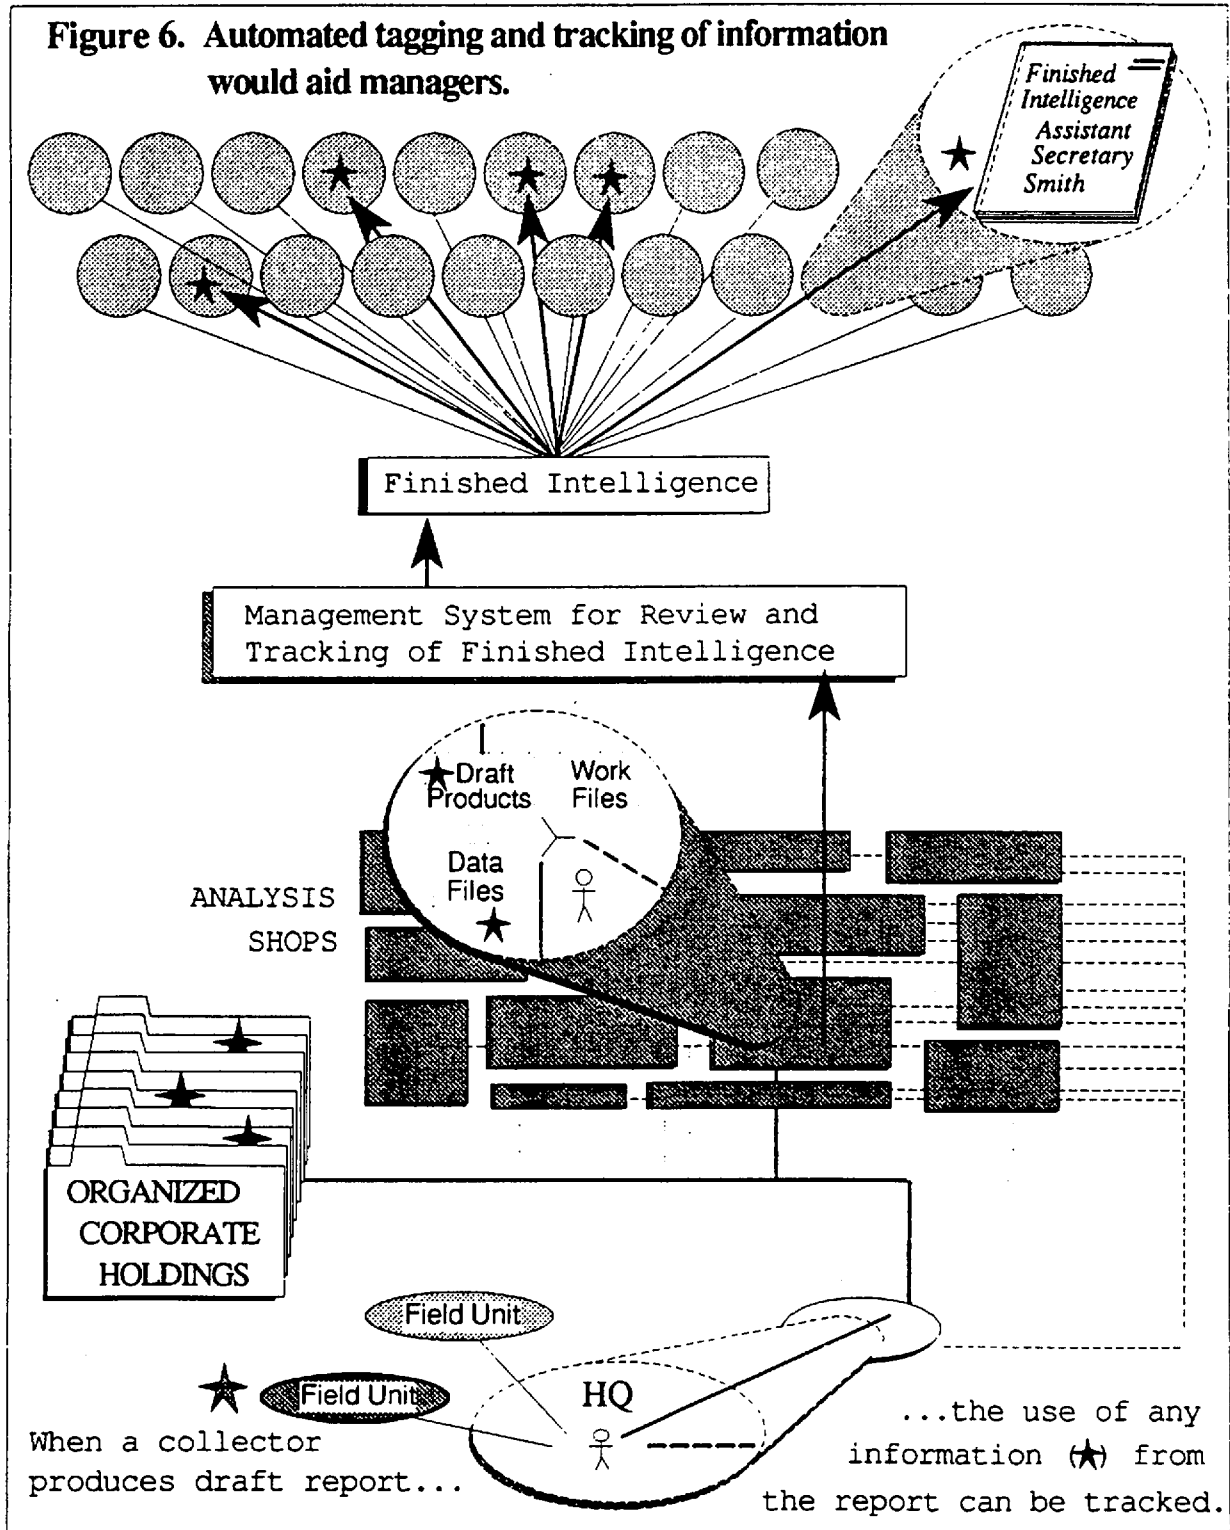 Figure 6. Automated tagging and tracking of information
would aid managers.
Finished
Intelligence
Assistant
Secretary
Smith
Finished Intelligence
Management System for Review and
Tracking of Finished Intelligence
Draft
Products
Work
Files
Data
Files
ANALYSIS
SHOPS
ORGANIZED
CORPORATE
HOLDINGS
Field Unit
Field Unit
HQ
When a collector
produces draft report...
...the use of any
information (★) from
the report can be tracked.